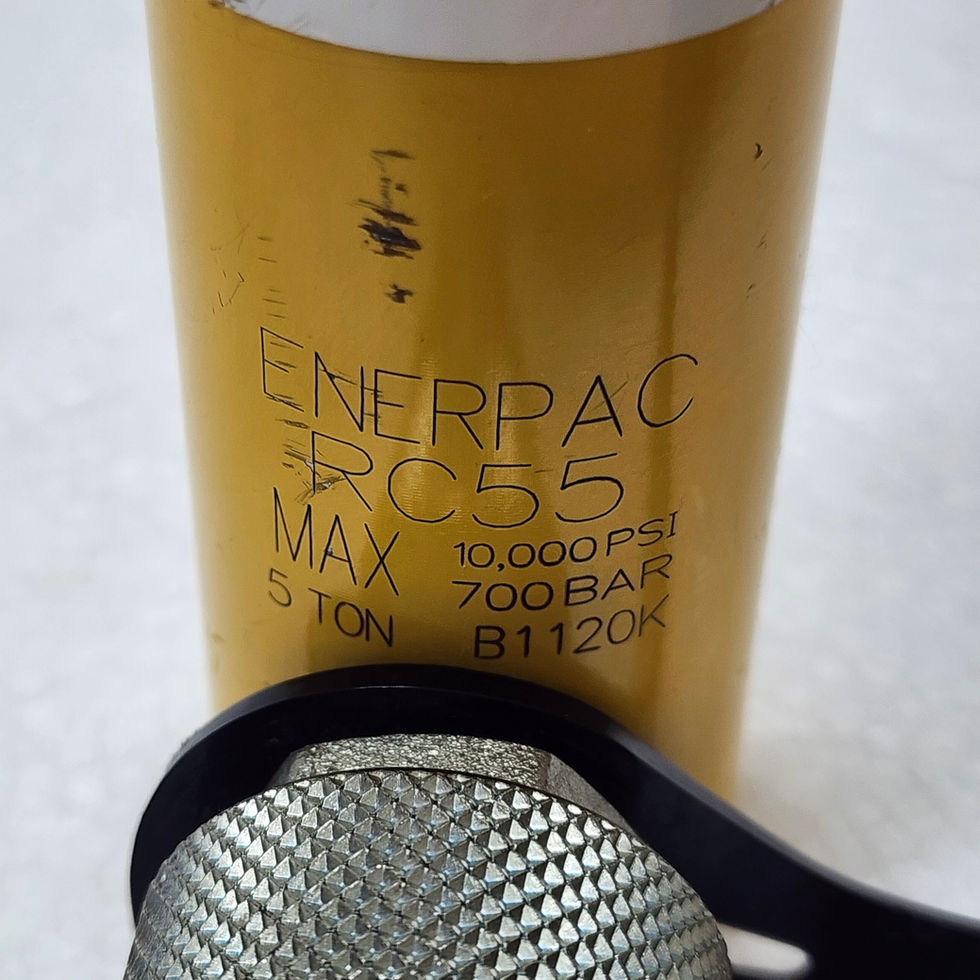 ENERPAC
RC55
MAX 10,000 PSI
5 TON 700 BAR
B1120K